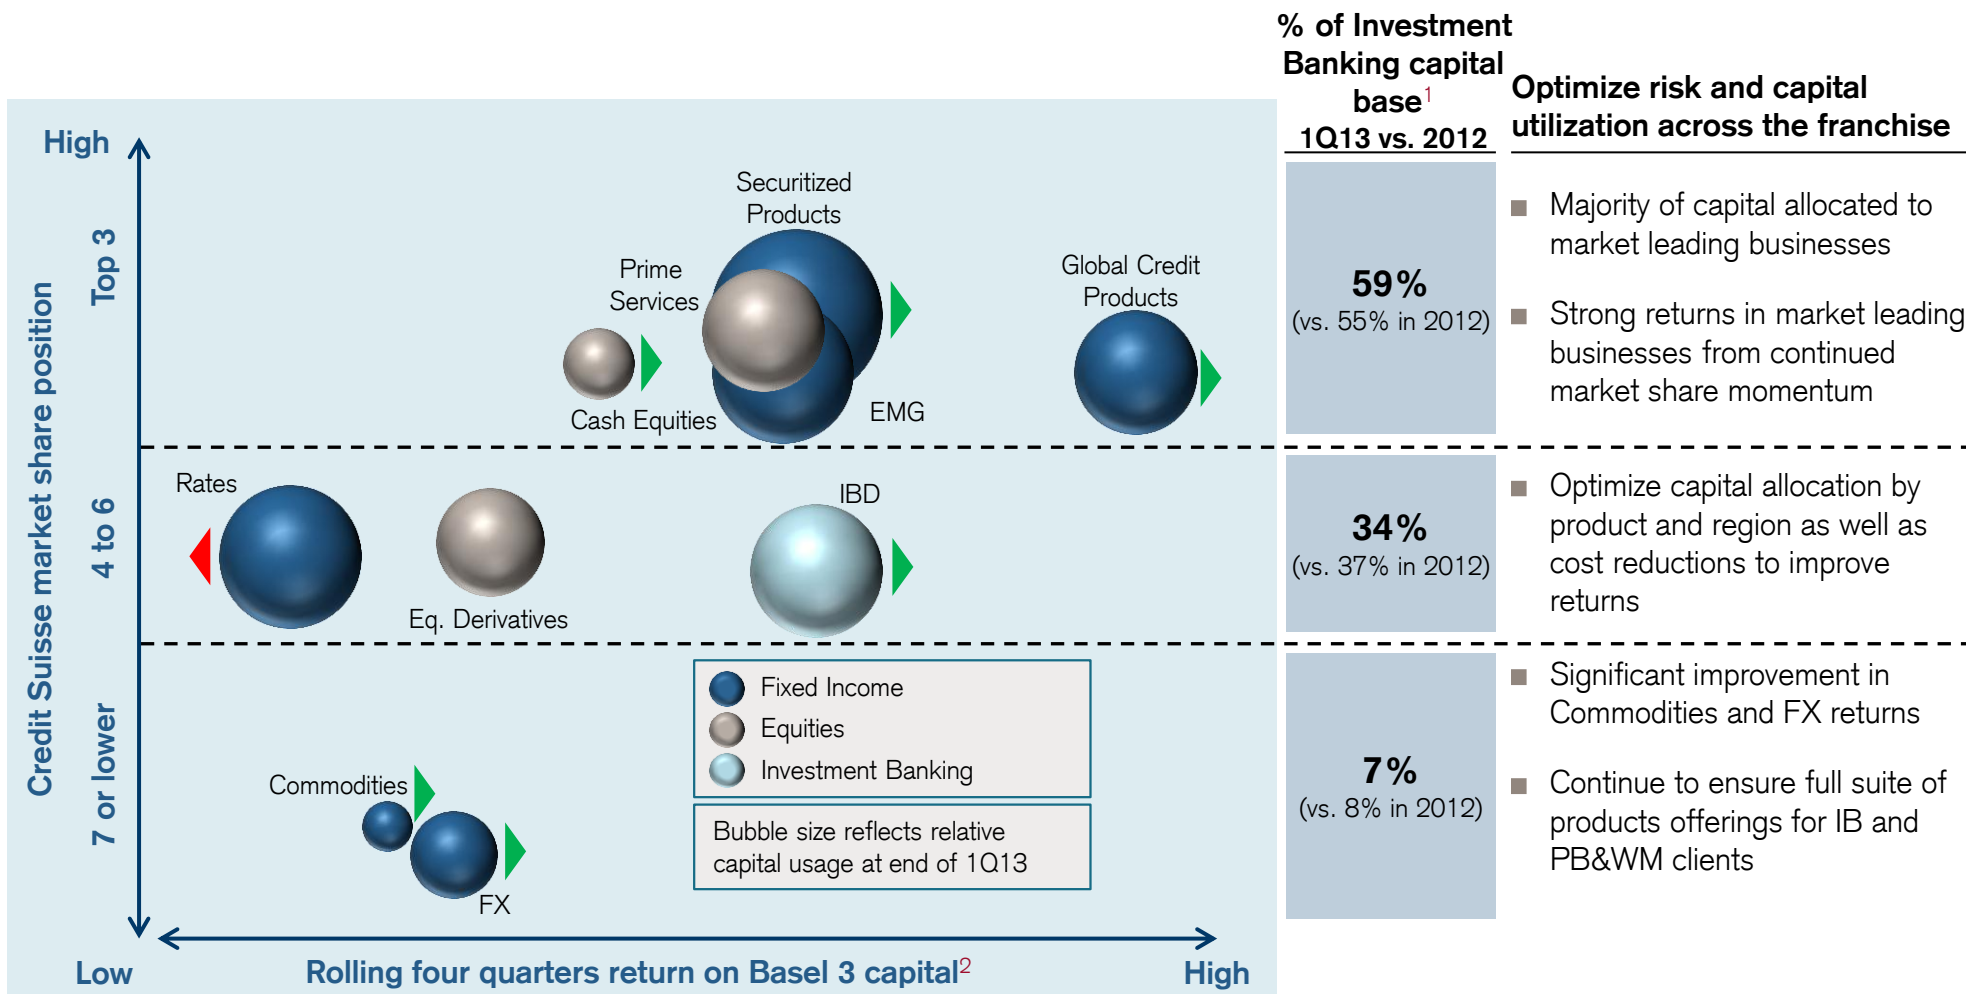 % of Investment
Banking capital
base1
1Q13 vs. 2012
Optimize risk and capital
utilization across the franchise
High
Credit Suisse market share position
Top 3
4 to 6
7 or lower
Securitized
Products
Prime
Services
Global Credit
Products
Cash Equities
EMG
59%
(vs. 55% in 2012)
Majority of capital allocated to
market leading businesses
Strong returns in market leading
businesses from continued
market share momentum
Rates
IBD
Eq. Derivatives
34%
(vs. 37% in 2012)
Optimize capital allocation by
product and region as well as
cost reductions to improve
returns
Fixed Income
Equities
Investment Banking
Bubble size reflects relative
capital usage at end of 1Q13
Commodities
FX
7%
(vs. 8% in 2012)
Significant improvement in
Commodities and FX returns
Continue to ensure full suite of
products offerings for IB and
PB&WM clients
Low
Rolling four quarters return on Basel 3 capital2
High